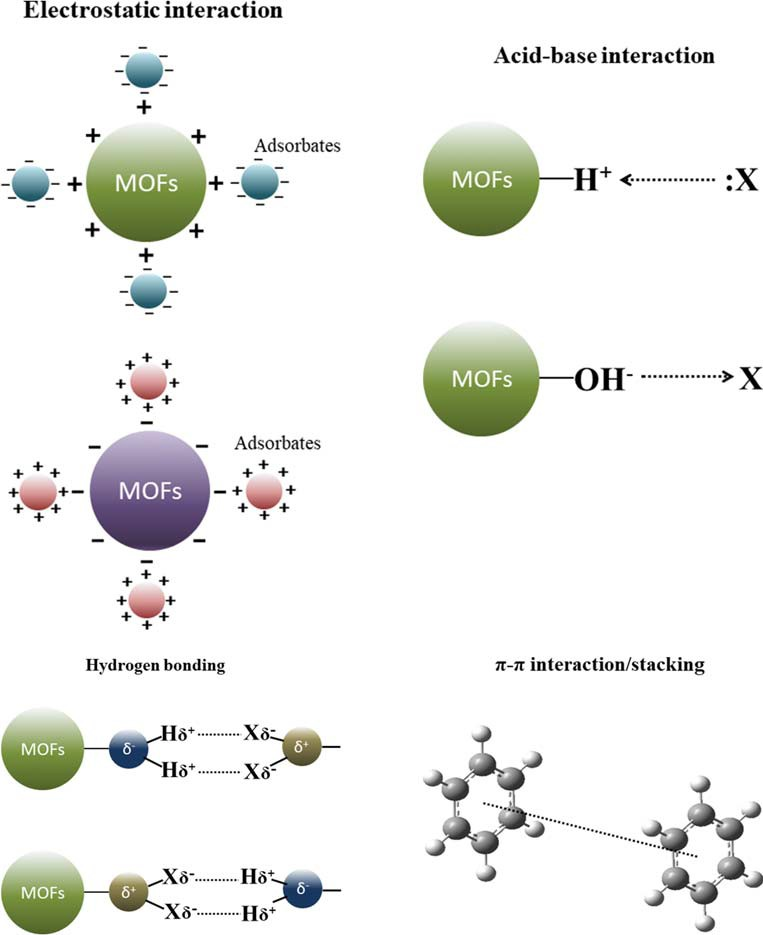 Electrostatic interaction
Acid-base interaction
− − − − − − − −
+
+ + + +
Adsorbates
MOFs
− − − − − − − −
+ +
− − − − − − − −
+
− − − − − − − −
MOFs
H⁺
:X
MOFs
OH⁻
X
+ + + + + + + +
−
− − − −
Adsorbates
MOFs
+ + + + + + + +
− −
+ + + + + + + +
−
+ + + + + + + +
Hydrogen bonding
π-π interaction/stacking
MOFs
δ⁻
Hδ⁺
Xδ⁻
Hδ⁺
Xδ⁻
δ⁺
MOFs
δ⁺
Xδ⁻
Hδ⁺
Xδ⁻
Hδ⁺
δ⁻